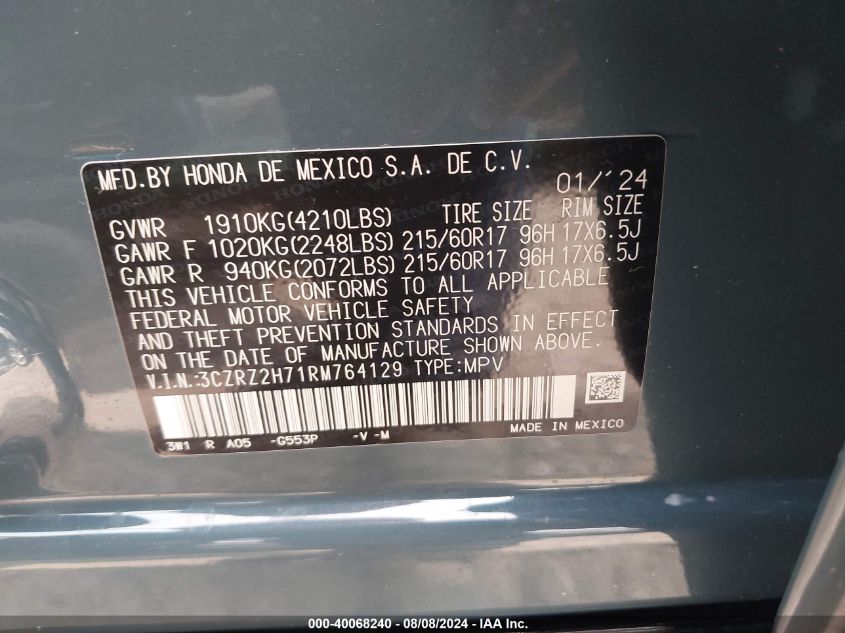 MFD.BY HONDA DE MEXICO S.A. DE C.V. 01/'24
GVWR 1910KG(4210LBS) TIRE SIZE RIM SIZE
GAWR F 1020KG(2248LBS) 215/60R17 96H 17X6.5J
GAWR R 940KG(2072LBS) 215/60R17 96H 17X6.5J
THIS VEHICLE CONFORMS TO ALL APPLICABLE
FEDERAL MOTOR VEHICLE SAFETY
AND THEFT PREVENTION STANDARDS IN EFFECT
ON THE DATE OF MANUFACTURE SHOWN ABOVE.
V.I.N.:3CZRZ2H71RM764129 TYPE:MPV
3W1 R A05 -G553P -V -M MADE IN MEXICO
000-40068240 - 08/08/2024 - IAA Inc.